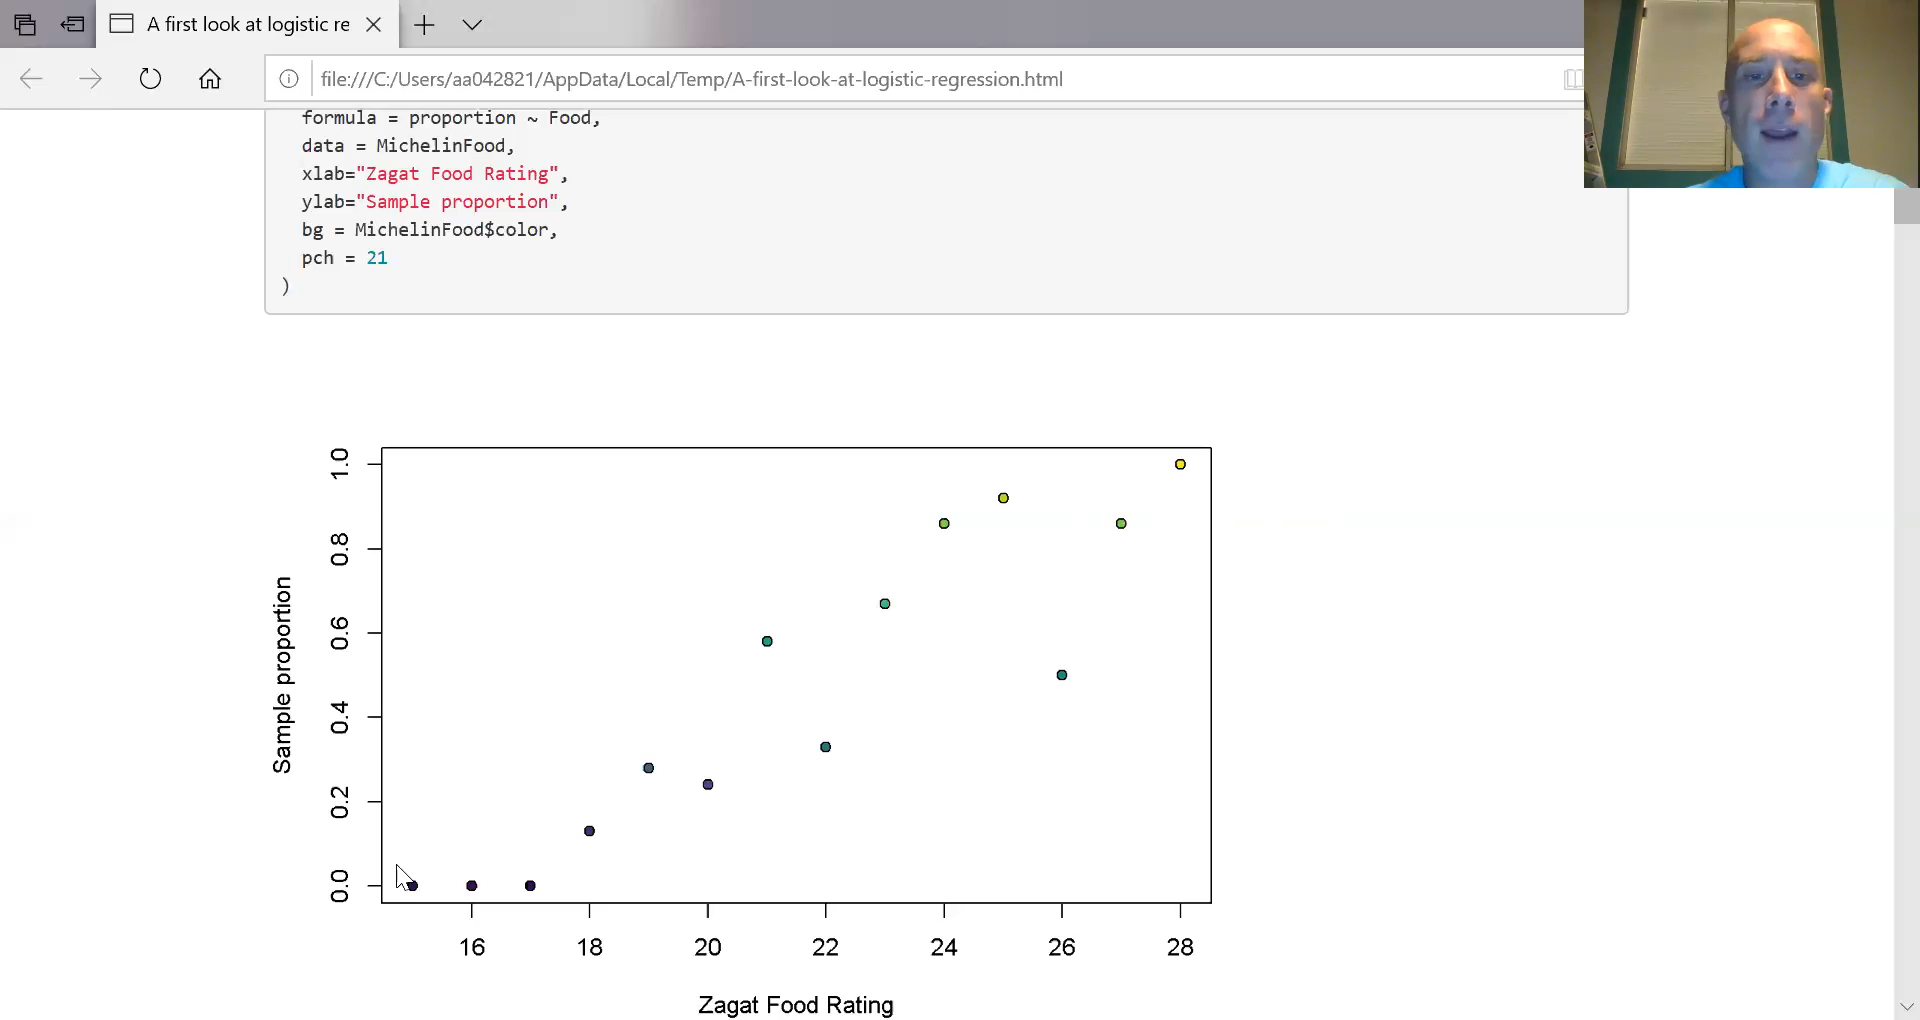 A first look at logistic re
file:///C:/Users/aa042821/AppData/Local/Temp/A-first-look-at-logistic-regression.html
formula = proportion ~ Food,
data = MichelinFood,
xlab="Zagat Food Rating",
ylab="Sample proportion",
bg = MichelinFood$color,
pch = 21
)
Sample proportion
1.0
0.8
0.6
0.4
0.2
0.0
16 18 20 22 24 26 28
Zagat Food Rating